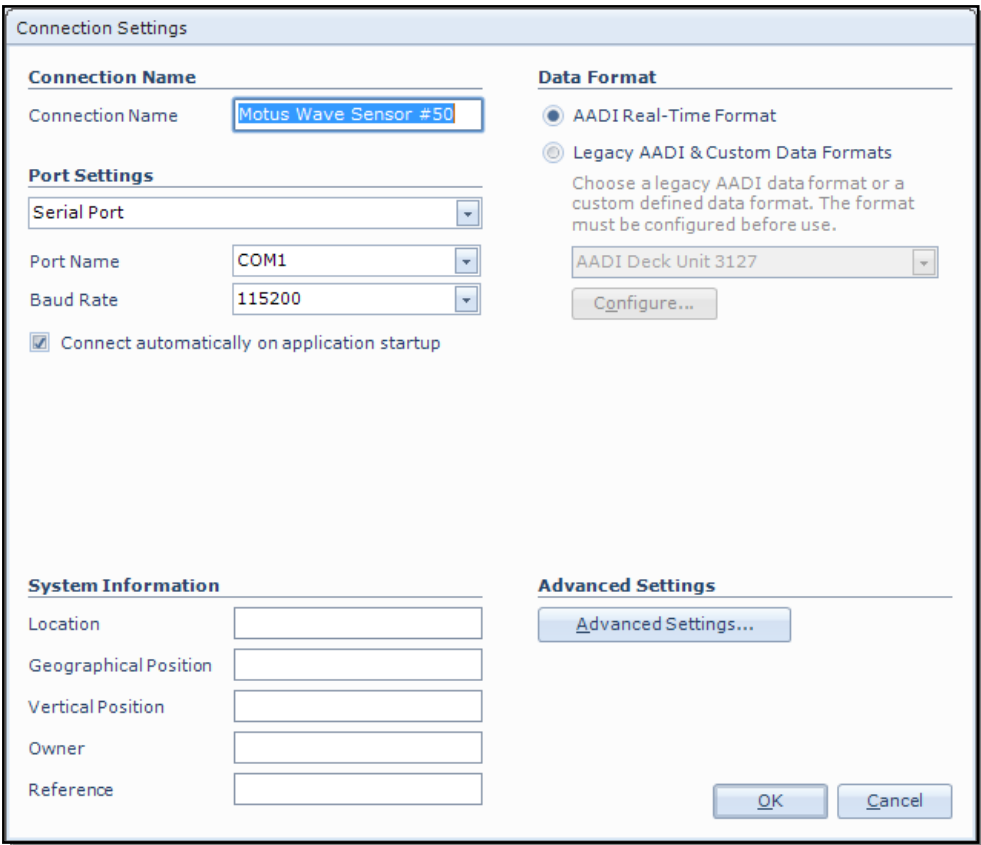 Connection Settings
Connection Name
Connection Name
Motus Wave Sensor #50
Port Settings
Serial Port
Port Name
COM1
Baud Rate
115200
Connect automatically on application startup
Data Format
AADI Real-Time Format
Legacy AADI & Custom Data Formats
Choose a legacy AADI data format or a
custom defined data format. The format
must be configured before use.
AADI Deck Unit 3127
Configure...
System Information
Location
Geographical Position
Vertical Position
Owner
Reference
Advanced Settings
Advanced Settings...
OK
Cancel